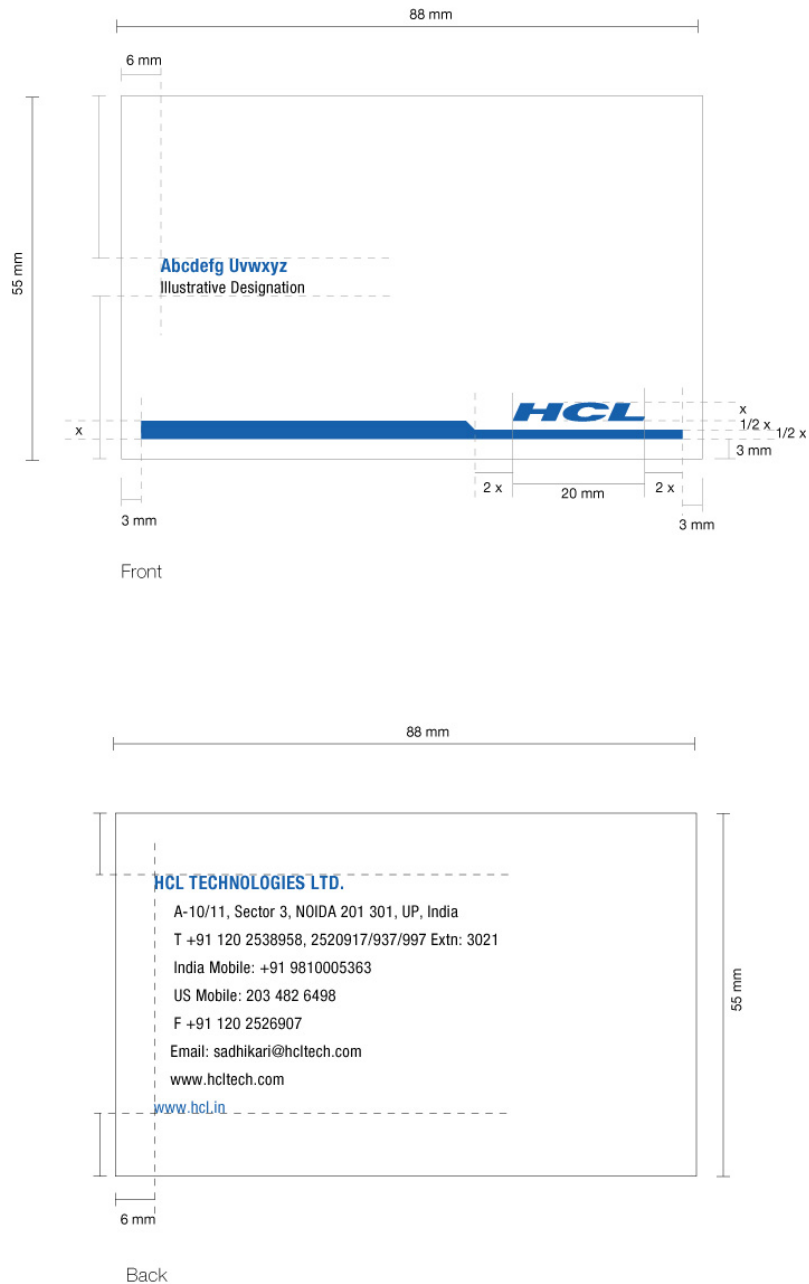 88 mm
6 mm
55 mm
Abcdefg Uvwxyz
Illustrative Designation
HCL
x
x
1/2 x
1/2 x
3 mm
2 x
20 mm
2 x
3 mm
3 mm
Front
88 mm
HCL TECHNOLOGIES LTD.
A-10/11, Sector 3, NOIDA 201 301, UP, India
T +91 120 2538958, 2520917/937/997 Extn: 3021
India Mobile: +91 9810005363
US Mobile: 203 482 6498
F +91 120 2526907
Email: sadhikari@hcltech.com
www.hcltech.com
www.hcl.in
55 mm
6 mm
Back